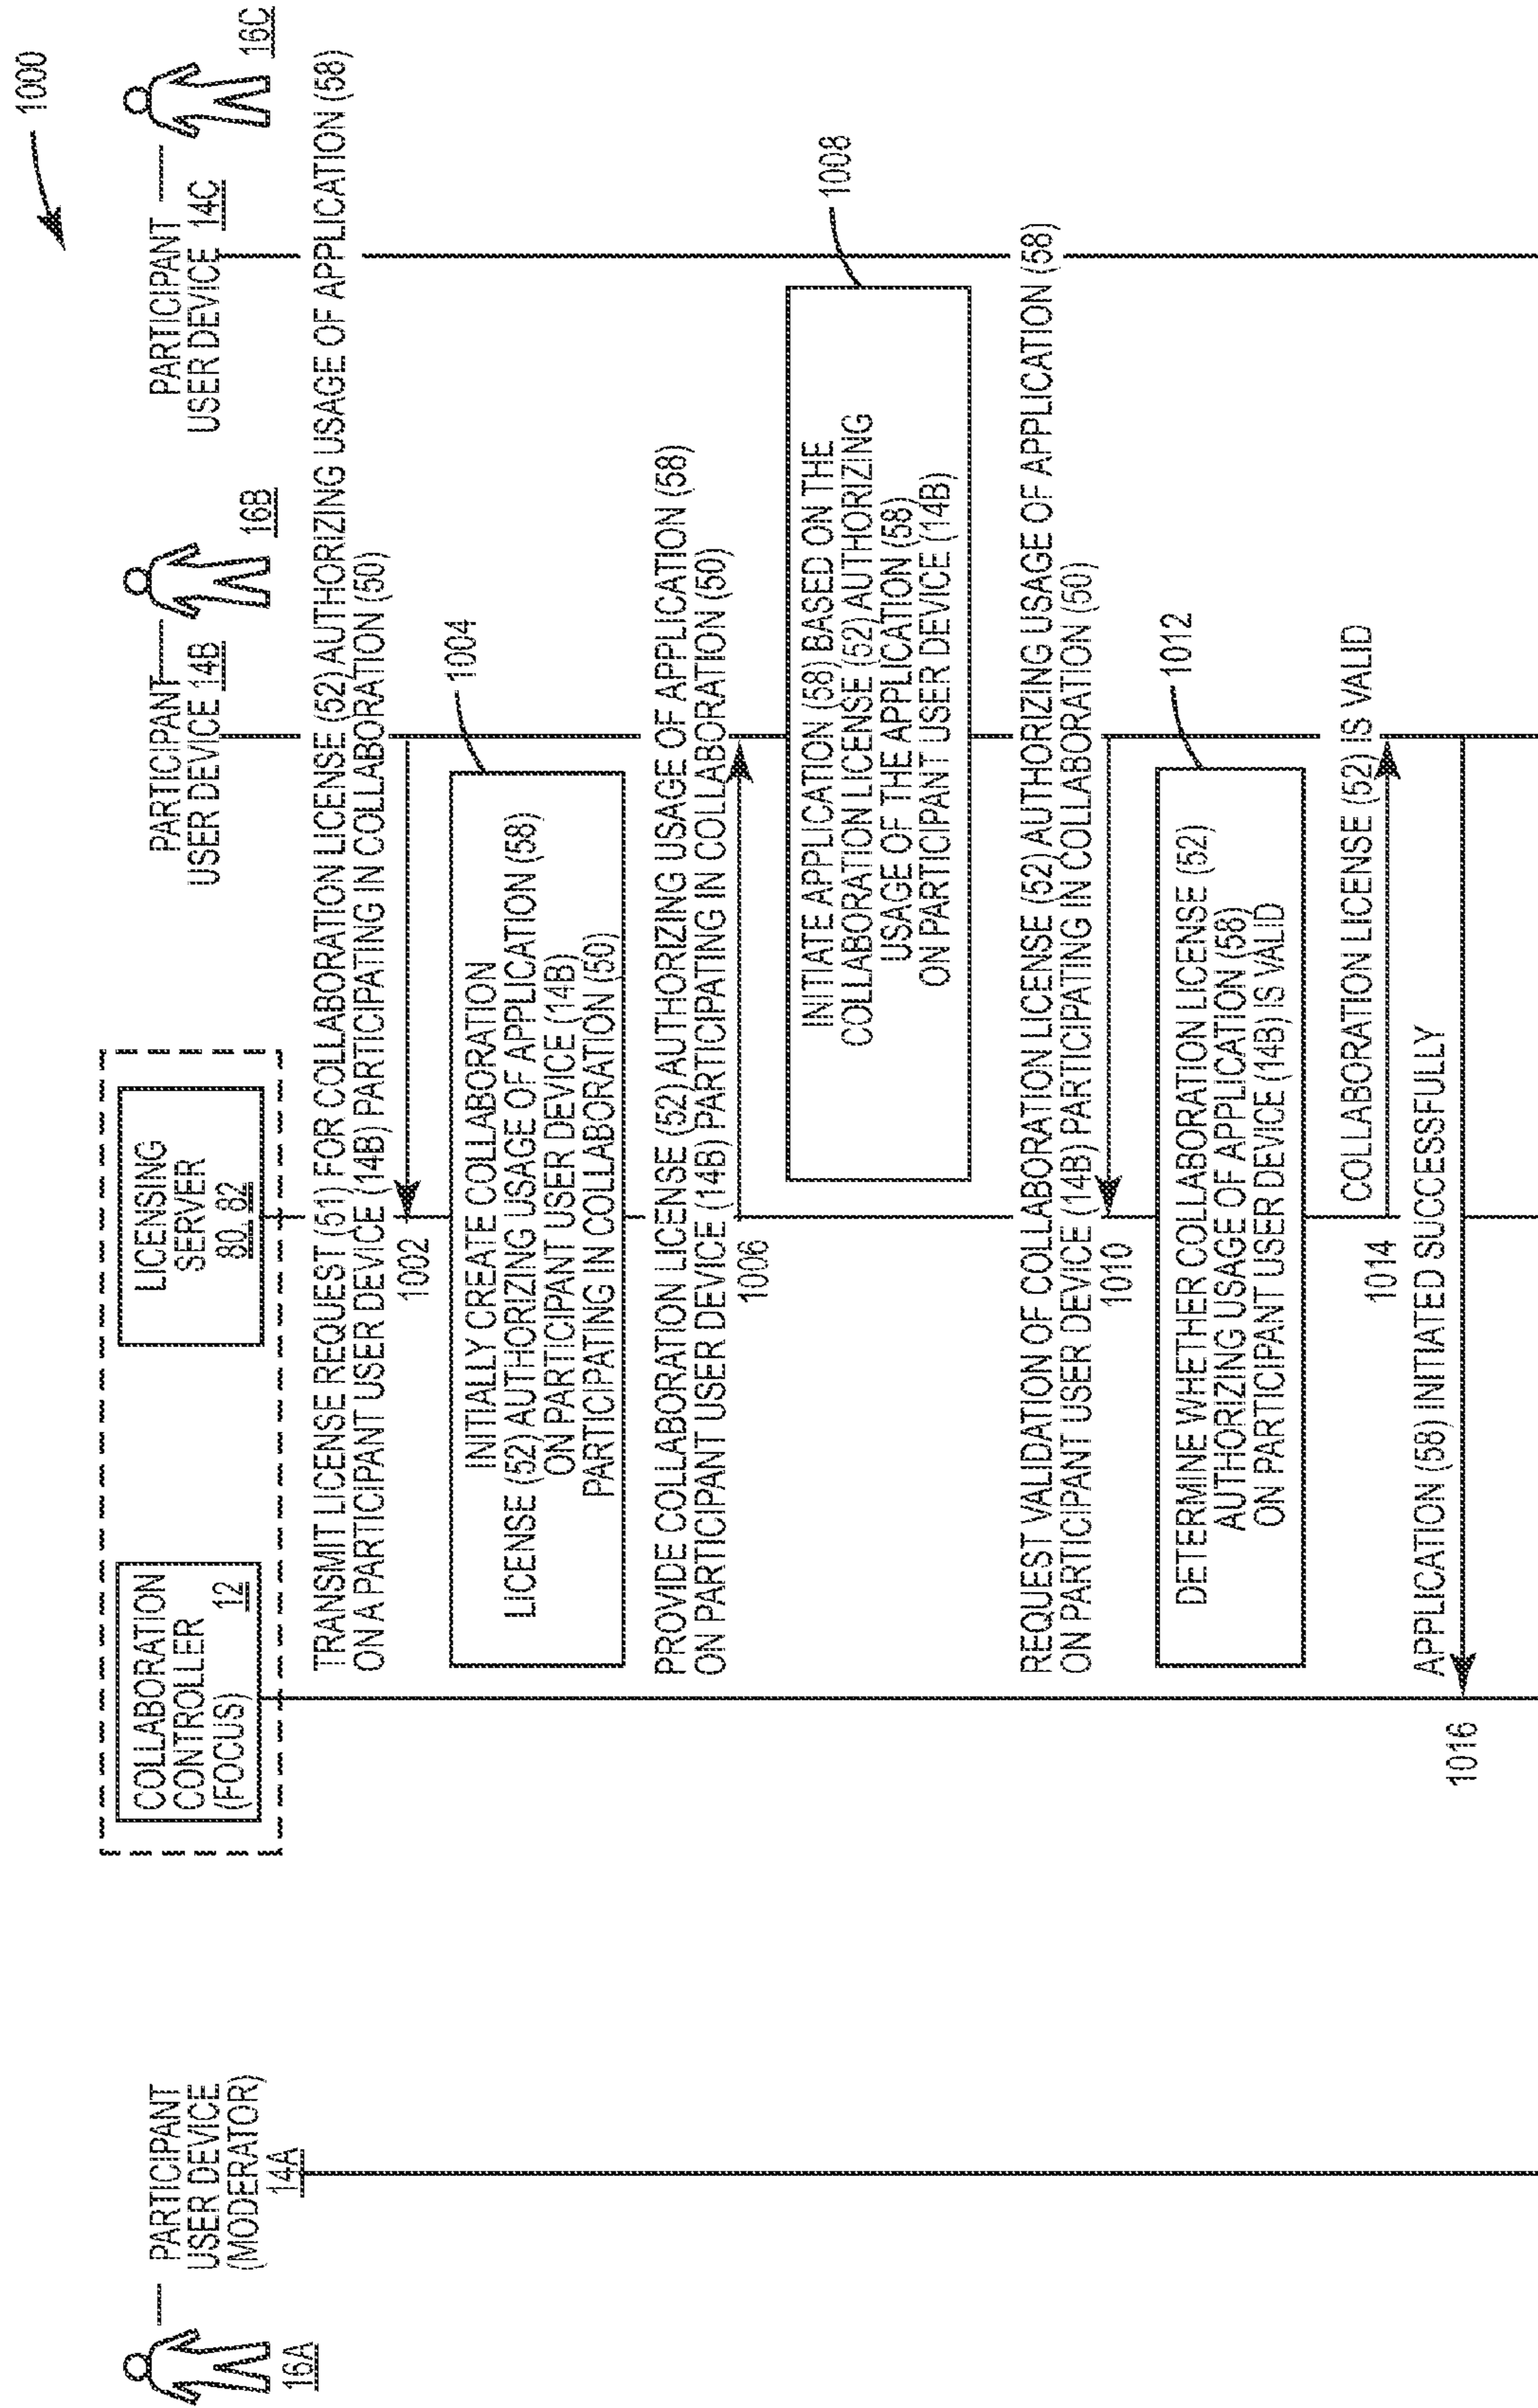 1000
16A
PARTICIPANT
USER DEVICE
(MODERATOR)
14A
COLLABORATION
CONTROLLER
(FOCUS) 12
LICENSING
SERVER
80, 82
PARTICIPANT
USER DEVICE 14B
16B
PARTICIPANT
USER DEVICE 14C
16C
TRANSMIT LICENSE REQUEST (51) FOR COLLABORATION LICENSE (52) AUTHORIZING USAGE OF APPLICATION (58)
ON A PARTICIPANT USER DEVICE (14B) PARTICIPATING IN COLLABORATION (50)
1002
1004
INITIALLY CREATE COLLABORATION
LICENSE (52) AUTHORIZING USAGE OF APPLICATION (58)
ON PARTICIPANT USER DEVICE (14B)
PARTICIPATING IN COLLABORATION (50)
PROVIDE COLLABORATION LICENSE (52) AUTHORIZING USAGE OF APPLICATION (58)
ON PARTICIPANT USER DEVICE (14B) PARTICIPATING IN COLLABORATION (50)
1006
1008
INITIATE APPLICATION (58) BASED ON THE
COLLABORATION LICENSE (52) AUTHORIZING
USAGE OF THE APPLICATION (58)
ON PARTICIPANT USER DEVICE (14B)
REQUEST VALIDATION OF COLLABORATION LICENSE (52) AUTHORIZING USAGE OF APPLICATION (58)
ON PARTICIPANT USER DEVICE (14B) PARTICIPATING IN COLLABORATION (50)
1010
1012
DETERMINE WHETHER COLLABORATION LICENSE (52)
AUTHORIZING USAGE OF APPLICATION (58)
ON PARTICIPANT USER DEVICE (14B) IS VALID
COLLABORATION LICENSE (52) IS VALID
1014
APPLICATION (58) INITIATED SUCCESSFULLY
1016